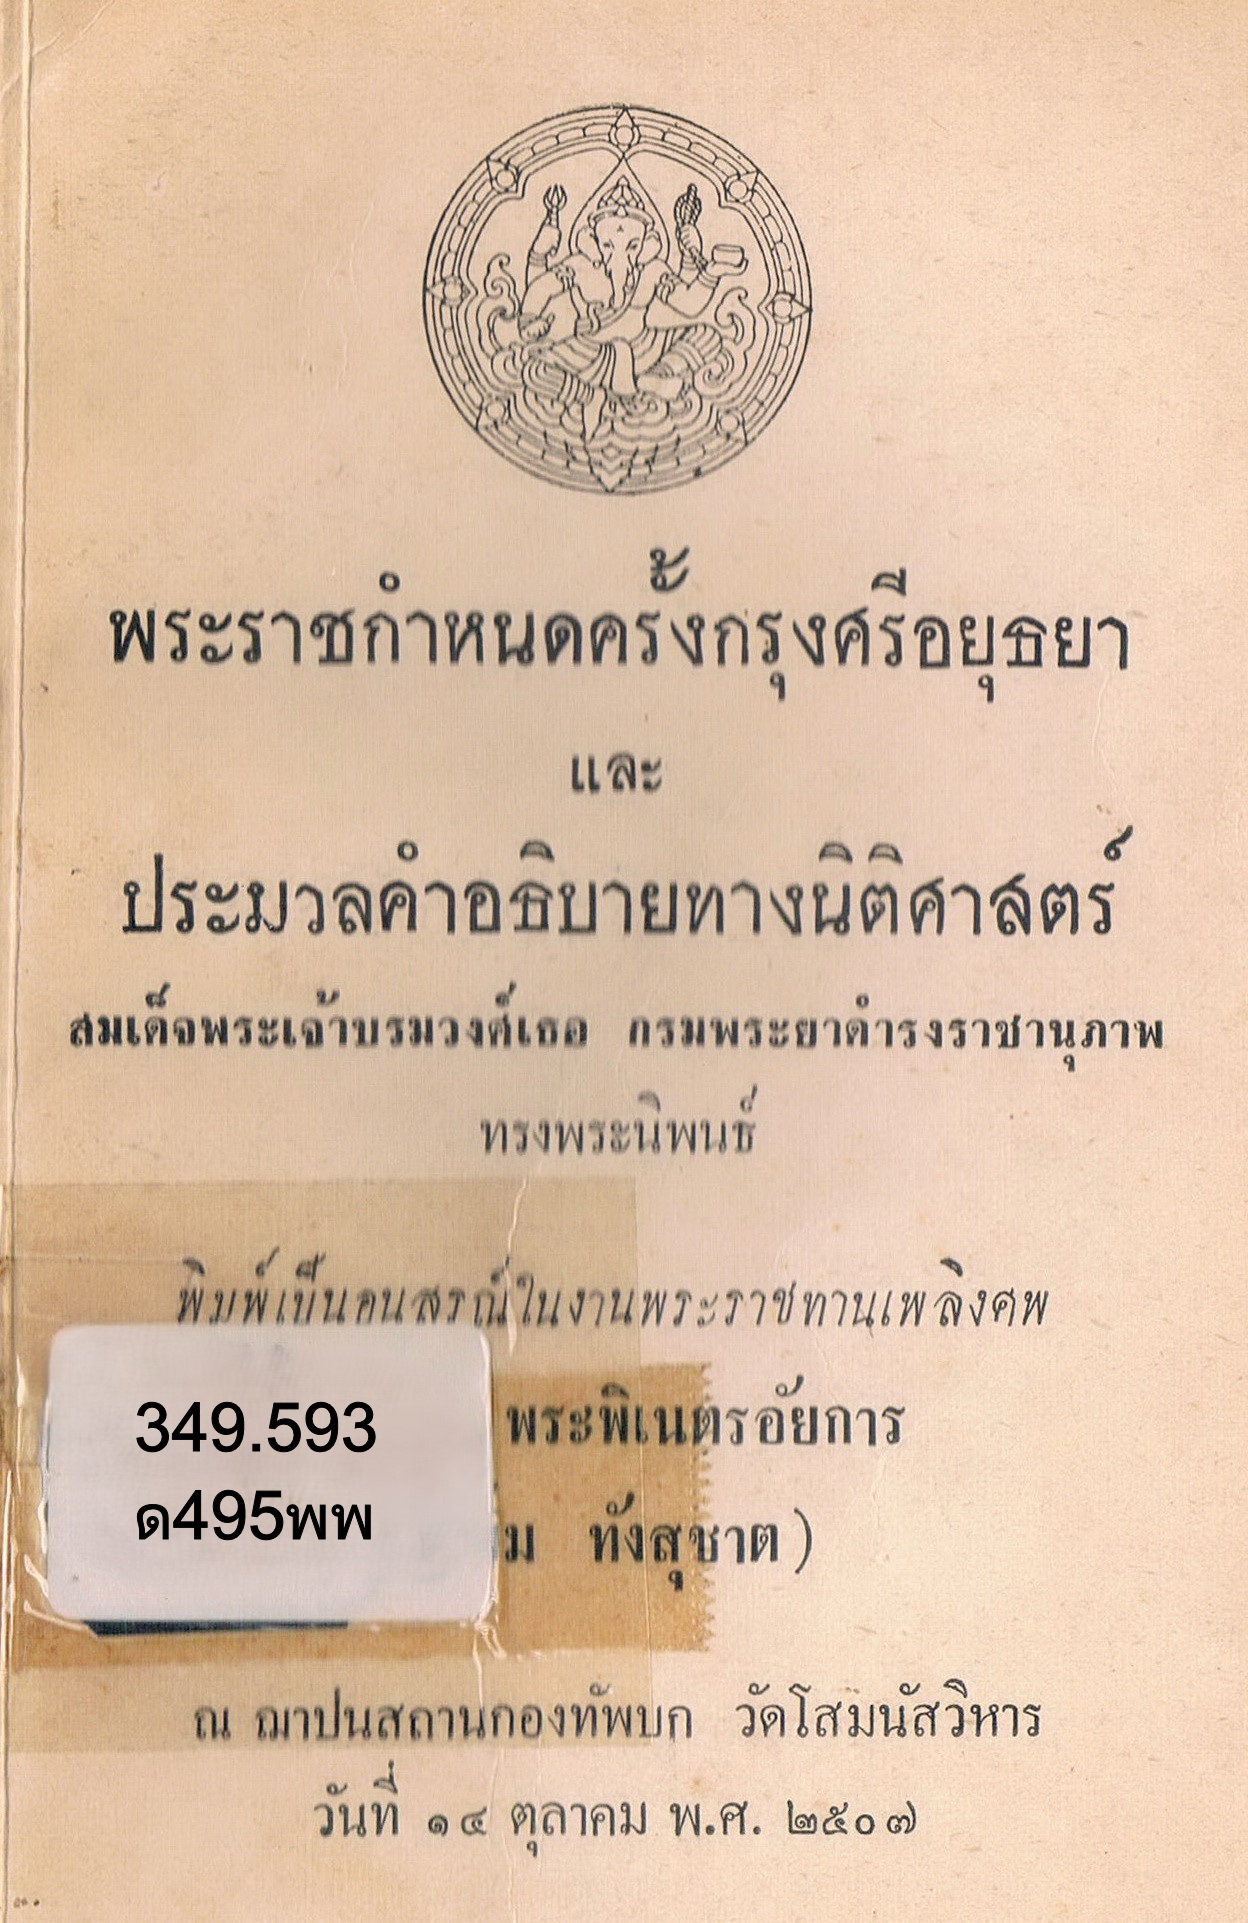 พระราชกำหนดครั้งกรุงศรีอยุธยา
และ
ประมวลคำอธิบายทางนิติศาสตร์
สมเด็จพระเจ้าบรมวงศ์เธอ กรมพระยาดำรงราชานุภาพ
ทรงพระนิพนธ์
พิมพ์เป็นอนุสรณ์ในงานพระราชทานเพลิงศพ
พระพิเนตรอัยการ
349.593
ด495พพ
ทังสุชาต)
ณ ฌาปนสถานกองทัพบก วัดโสมนัสวิหาร
วันที่ ๑๔ ตุลาคม พ.ศ. ๒๕๐๗